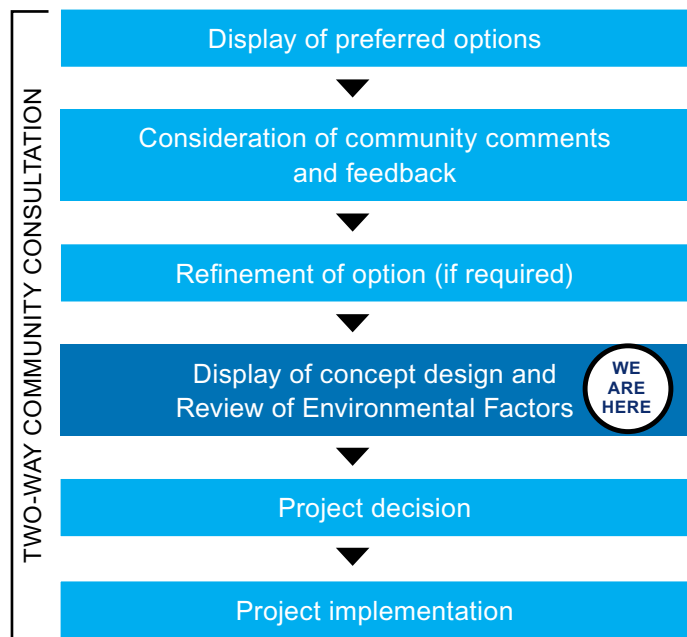 TWO-WAY COMMUNITY CONSULTATION
Display of preferred options
Consideration of community comments
and feedback
Refinement of option (if required)
Display of concept design and
Review of Environmental Factors
WE
ARE
HERE
Project decision
Project implementation